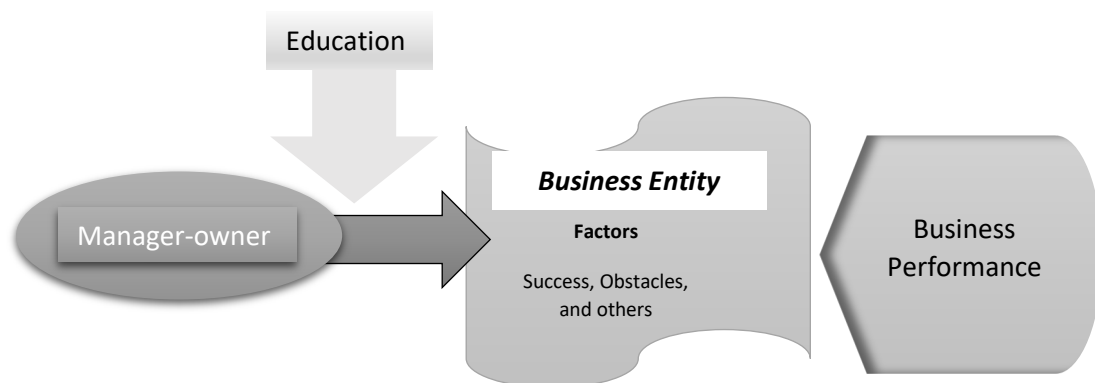 Education
Manager-owner
Business Entity
Factors
Success, Obstacles,
and others
Business
Performance